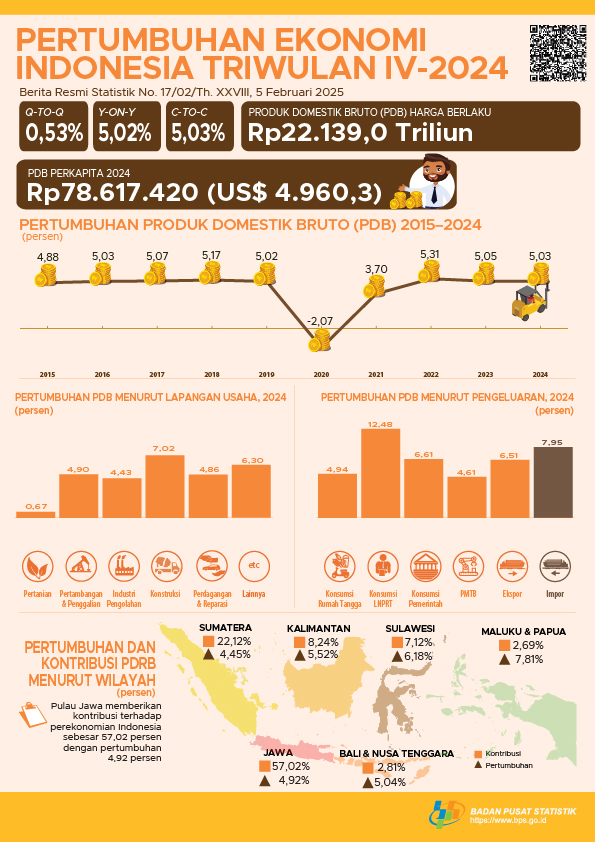 PERTUMBUHAN EKONOMI
INDONESIA TRIWULAN IV-2024
Berita Resmi Statistik No. 17/02/Th. XXVIII, 5 Februari 2025
Q-TO-Q
0,53%
Y-ON-Y
5,02%
C-TO-C
5,03%
PRODUK DOMESTIK BRUTO (PDB) HARGA BERLAKU
Rp22.139,0 Triliun
PDB PERKAPITA 2024
Rp78.617.420 (US$ 4.960,3)
PERTUMBUHAN PRODUK DOMESTIK BRUTO (PDB) 2015–2024
(persen)
4,88 5,03 5,07 5,17 5,02 -2,07 3,70 5,31 5,05 5,03
2015 2016 2017 2018 2019 2020 2021 2022 2023 2024
PERTUMBUHAN PDB MENURUT LAPANGAN USAHA, 2024
(persen)
0,67 4,90 4,43 7,02 4,86 6,30
etc
Pertanian
Pertambangan
& Penggalian
Industri
Pengolahan
Konstruksi
Perdagangan
& Reparasi
Lainnya
PERTUMBUHAN PDB MENURUT PENGELUARAN, 2024
(persen)
4,94 12,48 6,61 4,61 6,51 7,95
Konsumsi
Rumah Tangga
Konsumsi
LNPRT
Konsumsi
Pemerintah
PMTB
Ekspor
Impor
PERTUMBUHAN DAN
KONTRIBUSI PDRB
MENURUT WILAYAH
(persen)
Pulau Jawa memberikan
kontribusi terhadap
perekonomian Indonesia
sebesar 57,02 persen
dengan pertumbuhan
4,92 persen
SUMATERA
22,12%
4,45%
KALIMANTAN
8,24%
5,52%
SULAWESI
7,12%
6,18%
MALUKU & PAPUA
2,69%
7,81%
JAWA
57,02%
4,92%
BALI & NUSA TENGGARA
2,81%
5,04%
Kontribusi
Pertumbuhan
BADAN PUSAT STATISTIK
https://www.bps.go.id